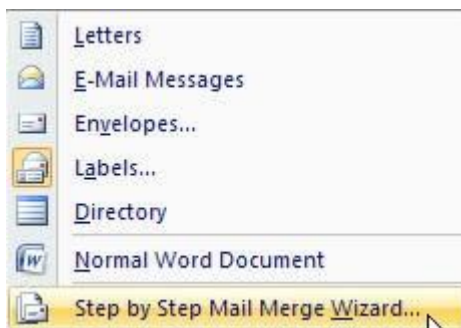 Letters
E-Mail Messages
Envelopes...
Labels...
Directory
Normal Word Document
Step by Step Mail Merge Wizard...